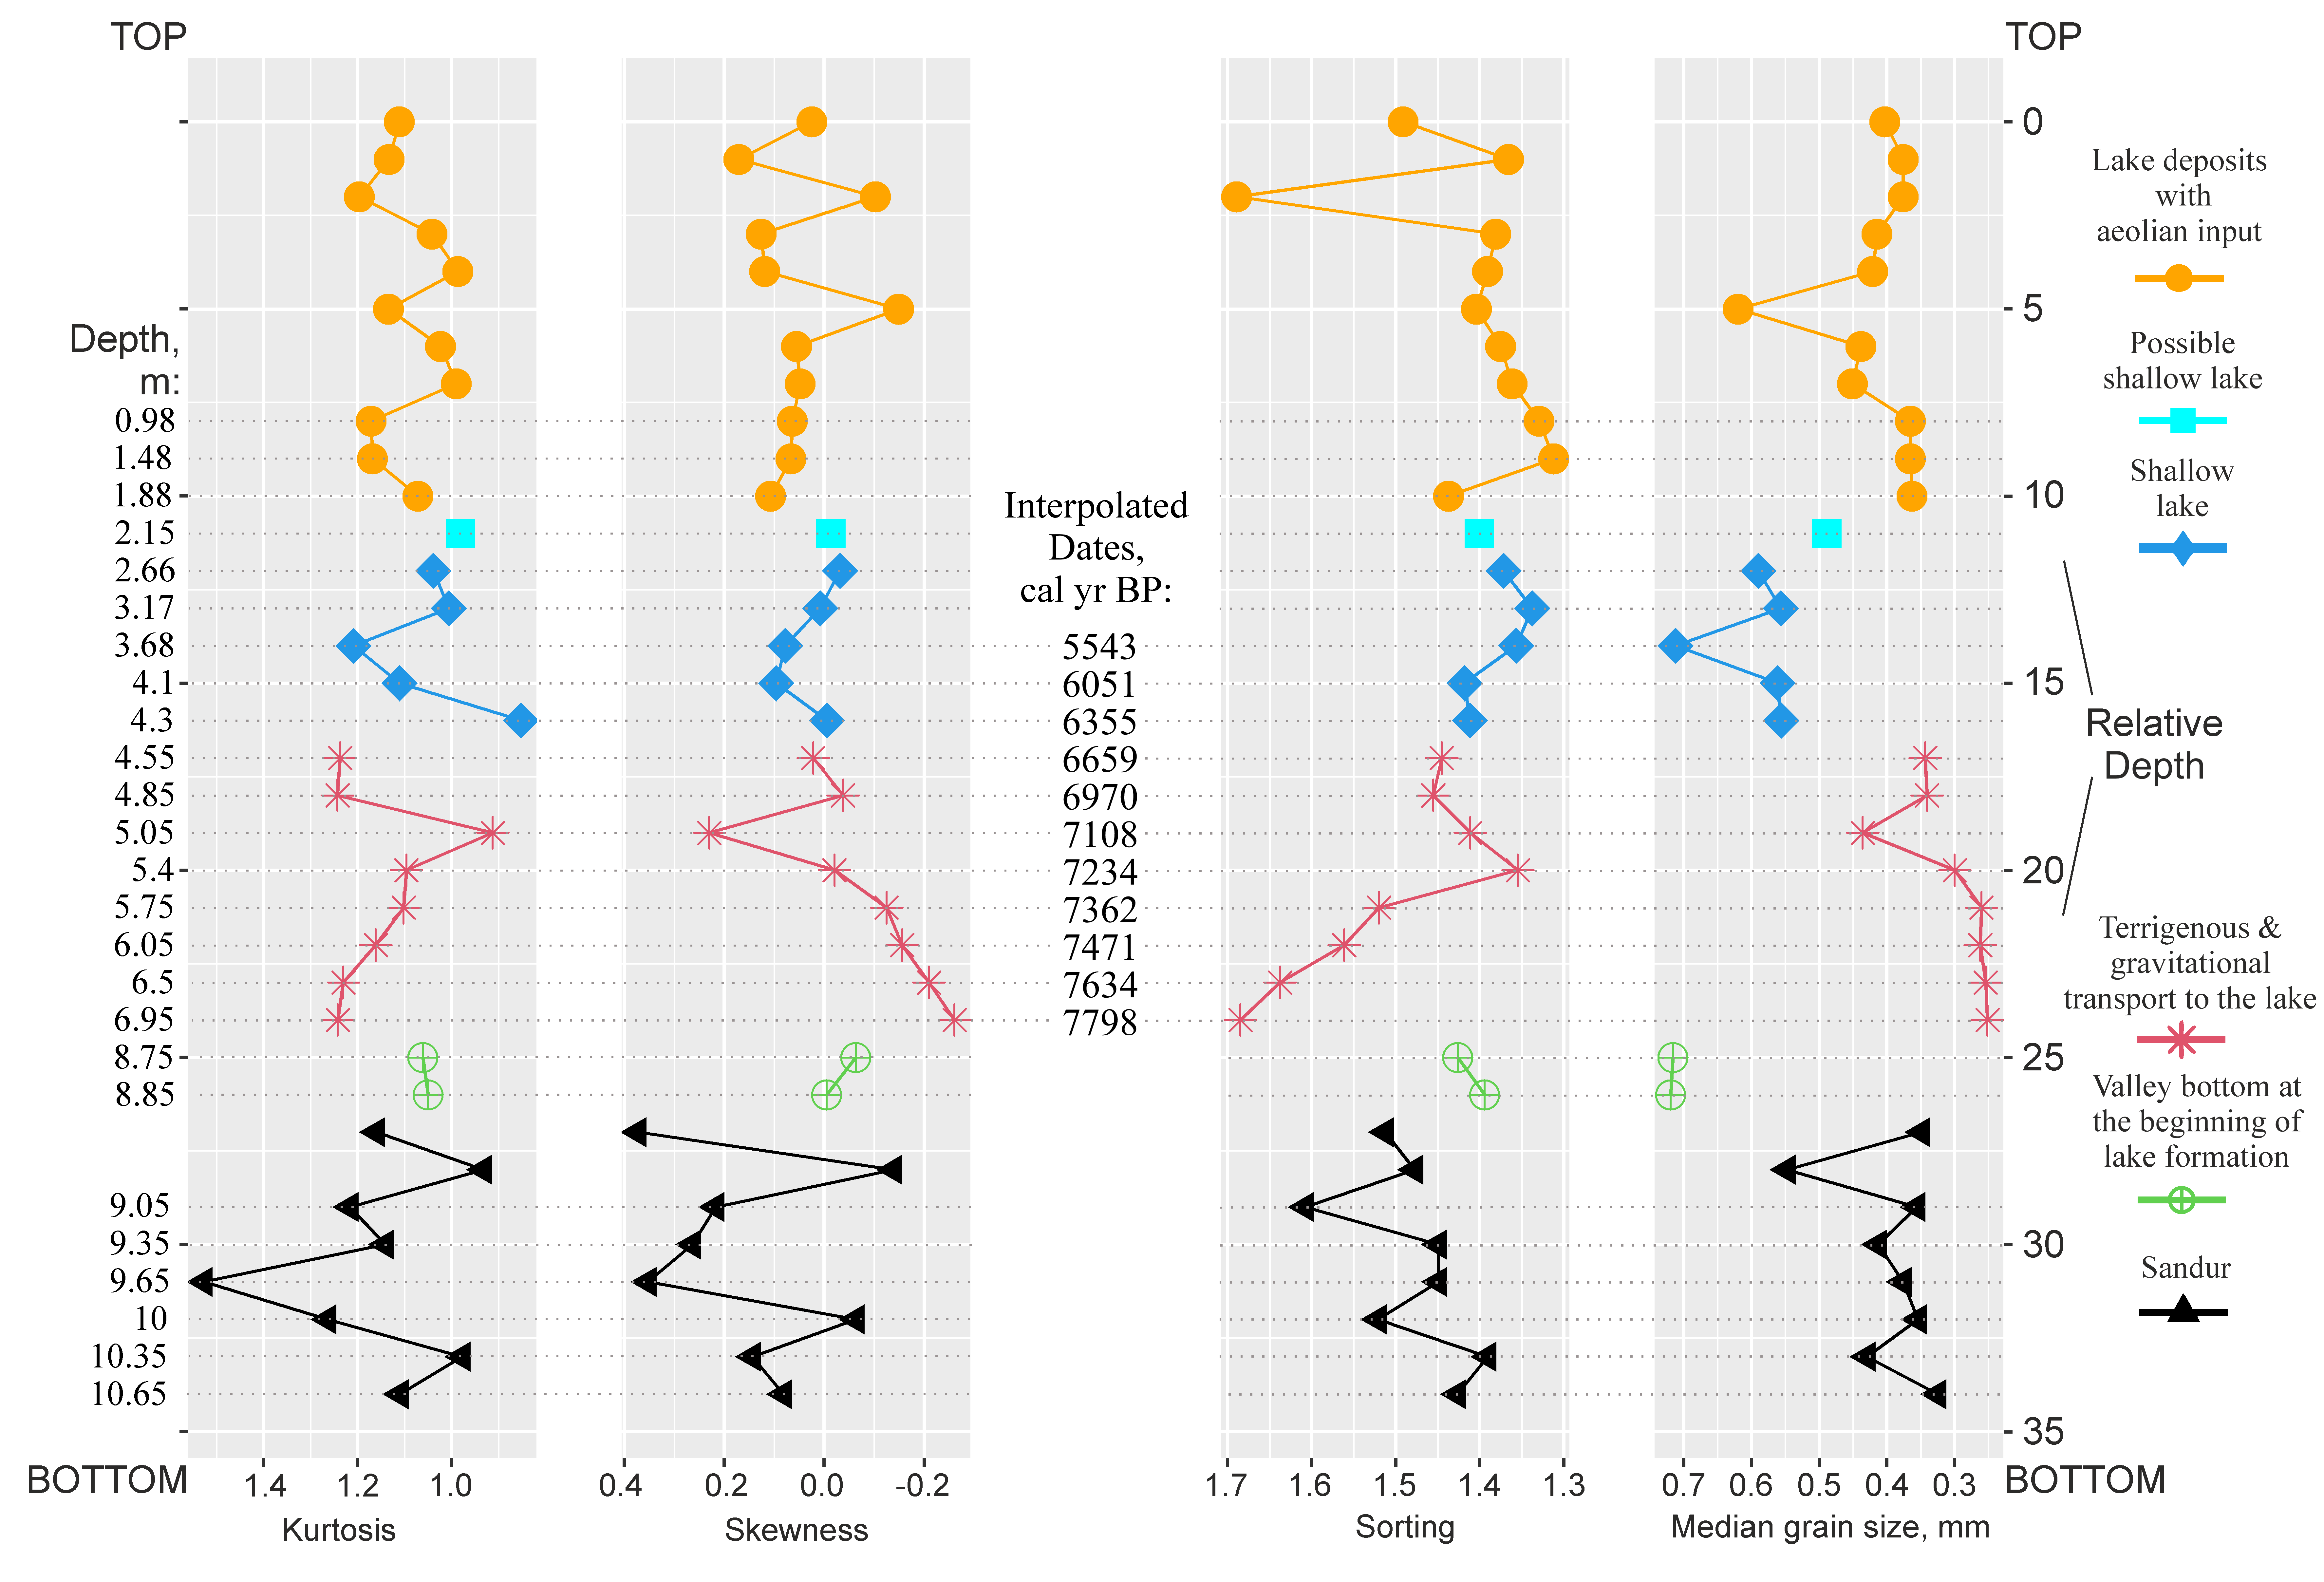 TOP
TOP
Depth,
m:
0.98
1.48
1.88
2.15
2.66
3.17
3.68
4.1
4.3
4.55
4.85
5.05
5.4
5.75
6.05
6.5
6.95
8.75
8.85
9.05
9.35
9.65
10
10.35
10.65
BOTTOM
1.4 1.2 1.0
Kurtosis
0.4 0.2 0.0 -0.2
Skewness
Interpolated
Dates,
cal yr BP:
5543
6051
6355
6659
6970
7108
7234
7362
7471
7634
7798
1.7 1.6 1.5 1.4 1.3
Sorting
0.7 0.6 0.5 0.4 0.3
Median grain size, mm
0
5
10
15
20
25
30
35
BOTTOM
Lake deposits
with
aeolian input
Possible
shallow lake
Shallow
lake
Relative
Depth
Terrigenous &
gravitational
transport to the lake
Valley bottom at
the beginning of
lake formation
Sandur